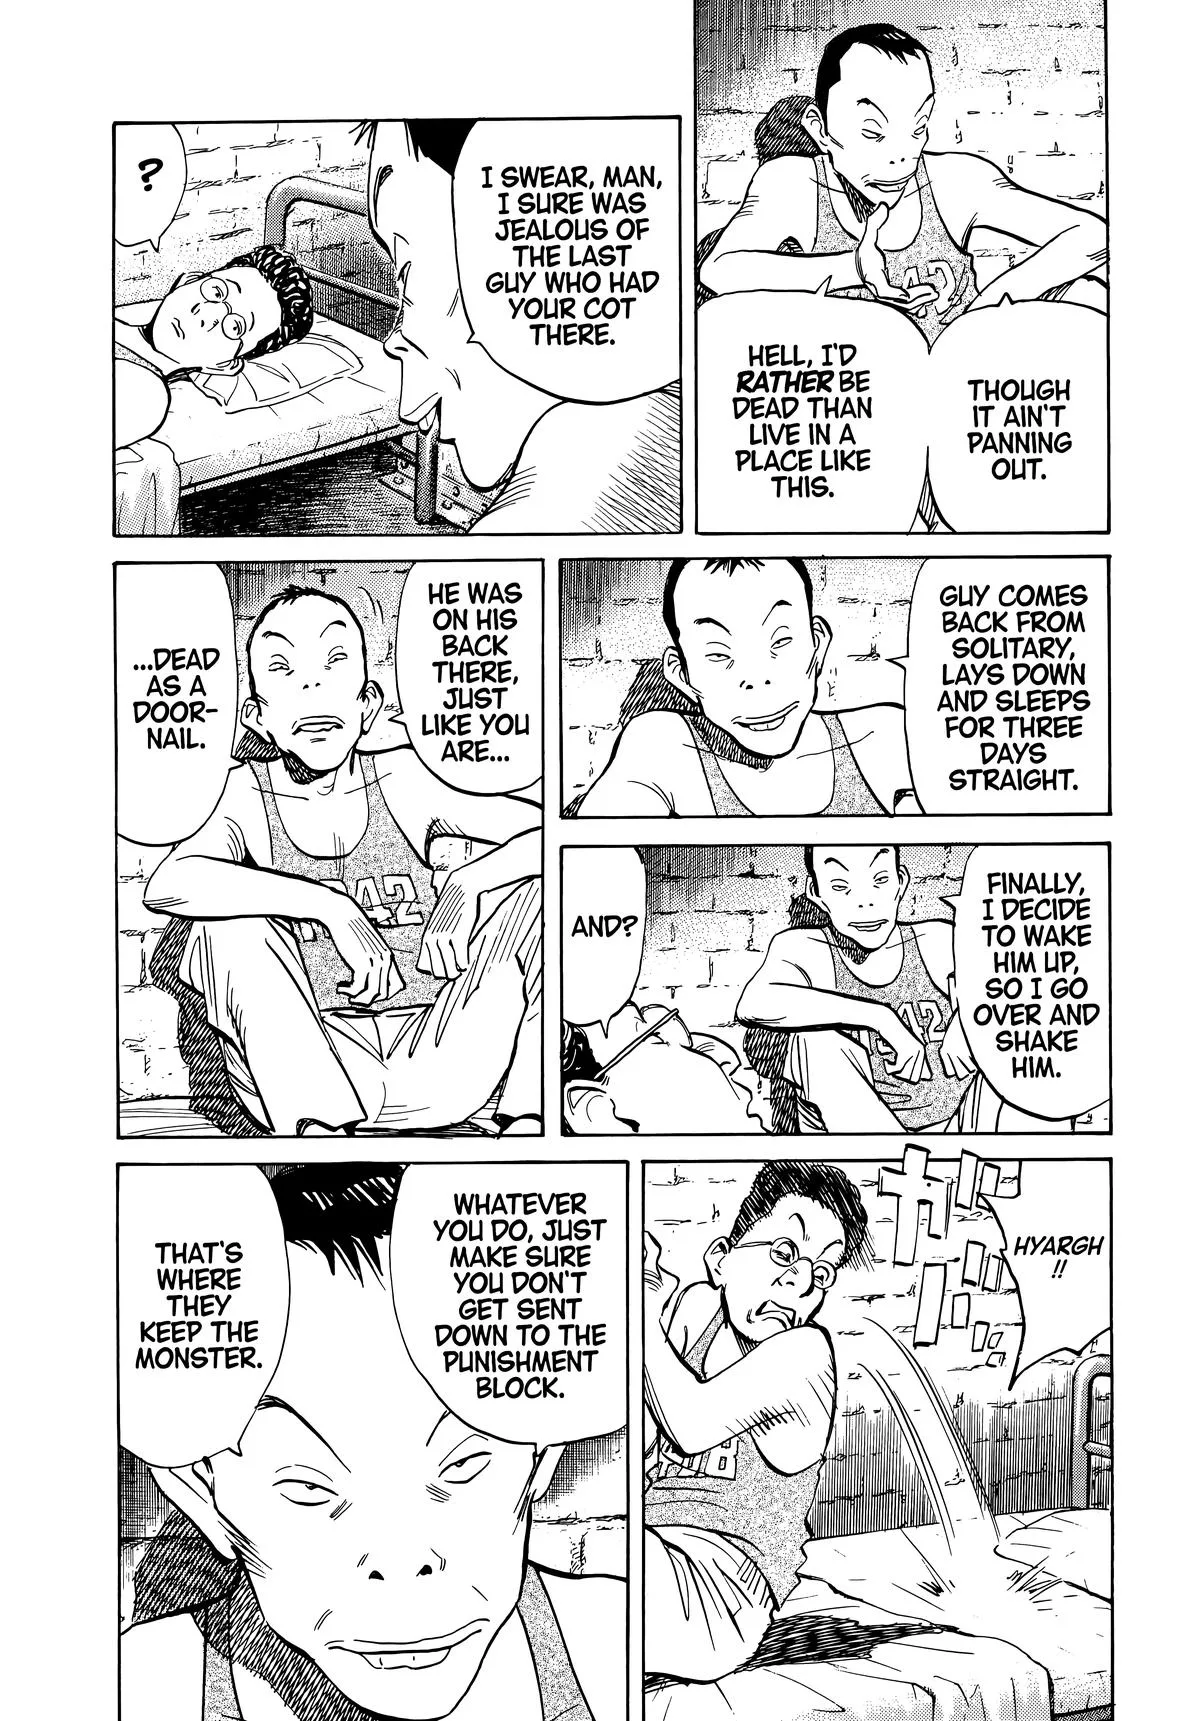 THOUGH
IT AIN'T
PANNING
OUT.
HELL, I'D
RATHER BE
DEAD THAN
LIVE IN A
PLACE LIKE
THIS.
I SWEAR, MAN,
I SURE WAS
JEALOUS OF
THE LAST
GUY WHO HAD
YOUR COT
THERE.
?
GUY COMES
BACK FROM
SOLITARY,
LAYS DOWN
AND SLEEPS
FOR THREE
DAYS
STRAIGHT.
FINALLY,
I DECIDE
TO WAKE
HIM UP,
SO I GO
OVER AND
SHAKE
HIM.
AND?
HE WAS
ON HIS
BACK
THERE,
JUST
LIKE YOU
ARE...
...DEAD
AS A
DOOR-
NAIL.
HYARGH
!!
WHATEVER
YOU DO, JUST
MAKE SURE
YOU DON'T
GET SENT
DOWN TO THE
PUNISHMENT
BLOCK.
THAT'S
WHERE
THEY
KEEP THE
MONSTER.